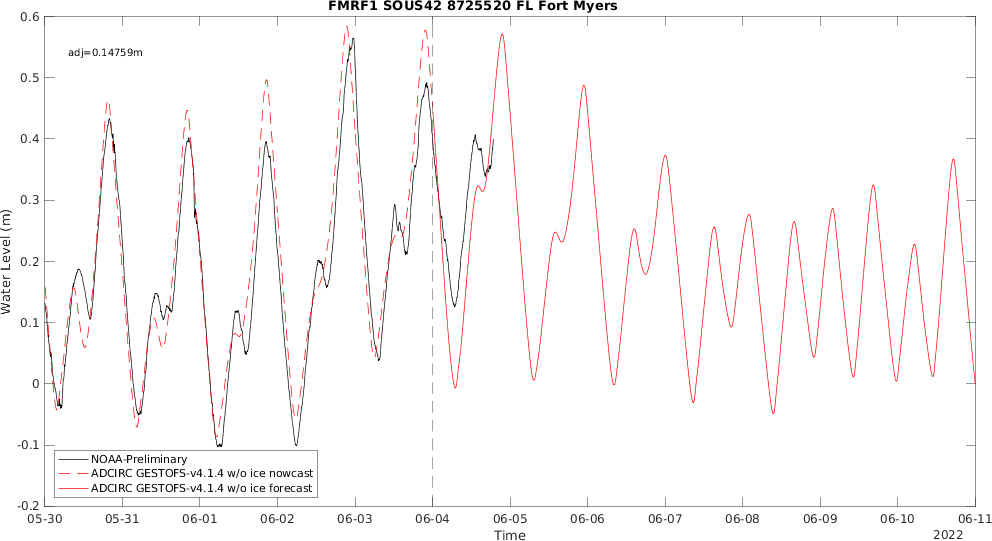 FMRF1 SOUS42 8725520 FL Fort Myers
adj=0.14759m
Water Level (m)
0.6
0.5
0.4
0.3
0.2
0.1
0
-0.1
-0.2
NOAA-Preliminary
ADCIRC GESTOFS-v4.1.4 w/o ice nowcast
ADCIRC GESTOFS-v4.1.4 w/o ice forecast
05-30 05-31 06-01 06-02 06-03 06-04 06-05 06-06 06-07 06-08 06-09 06-10 06-11
Time
2022